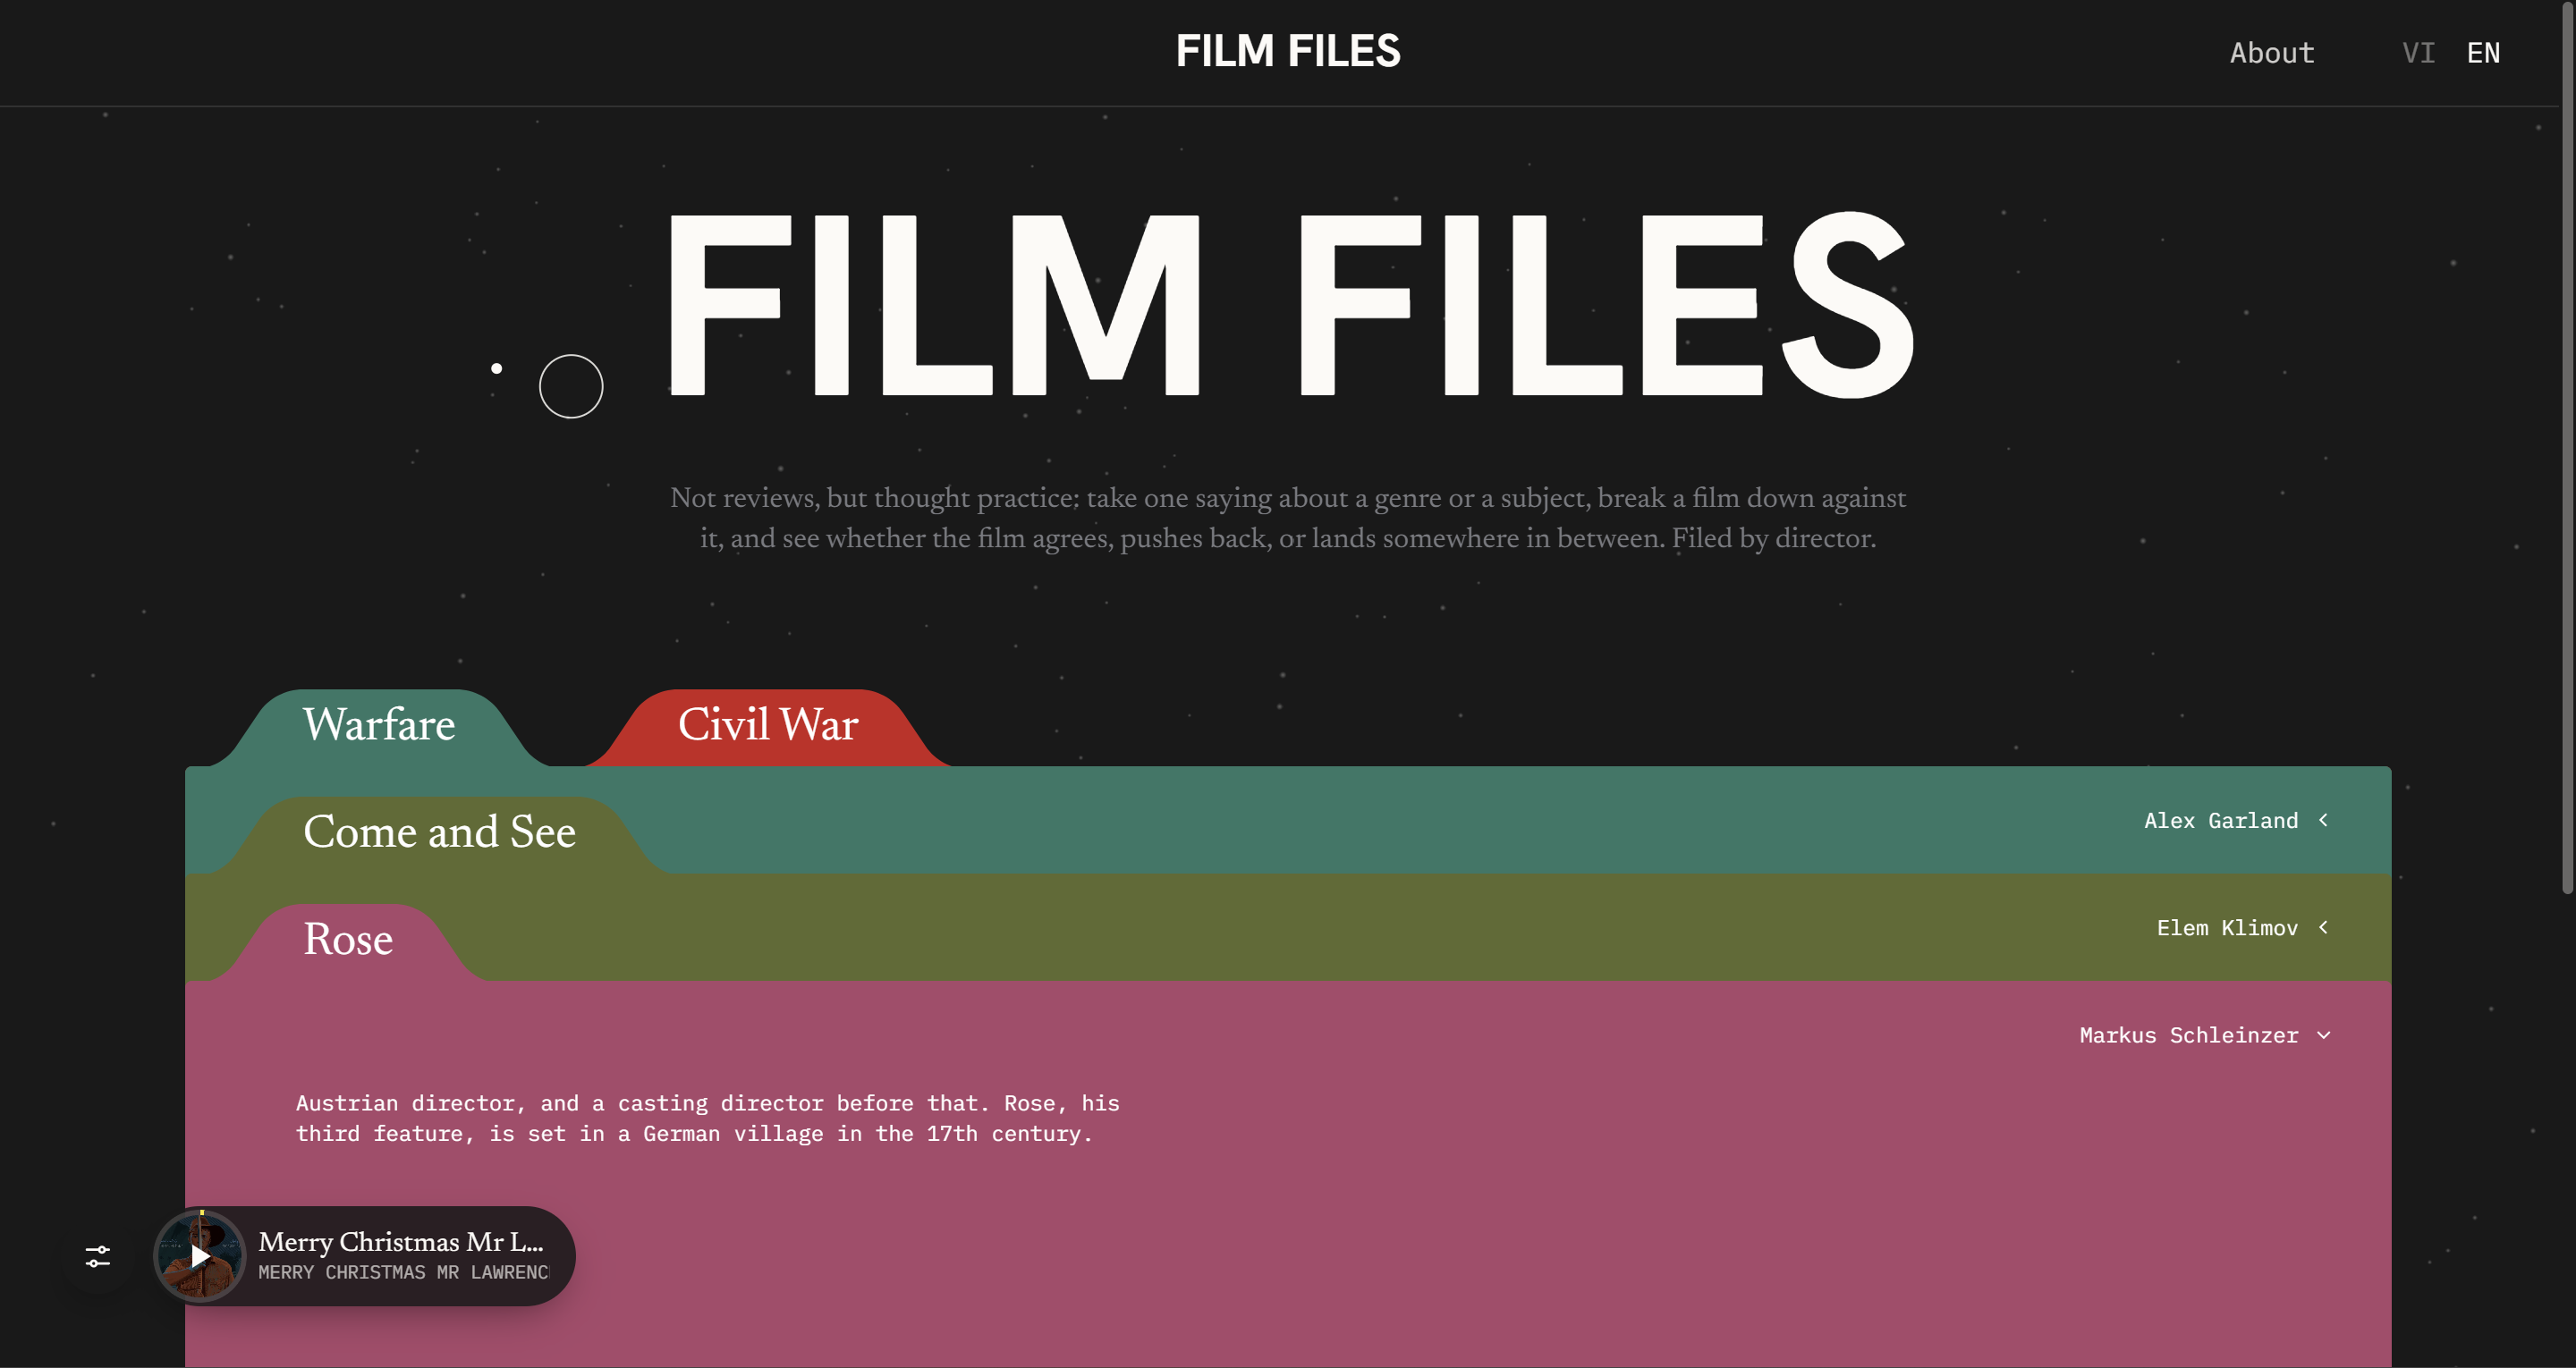 FILM FILES
About
VI
EN
FILM FILES
Not reviews, but thought practice: take one saying about a genre or a subject, break a film down against
it, and see whether the film agrees, pushes back, or lands somewhere in between. Filed by director.
Warfare
Civil War
Alex Garland
Come and See
Elem Klimov
Rose
Markus Schleinzer
Austrian director, and a casting director before that. Rose, his
third feature, is set in a German village in the 17th century.
Merry Christmas Mr L...
MERRY CHRISTMAS MR LAWRENC